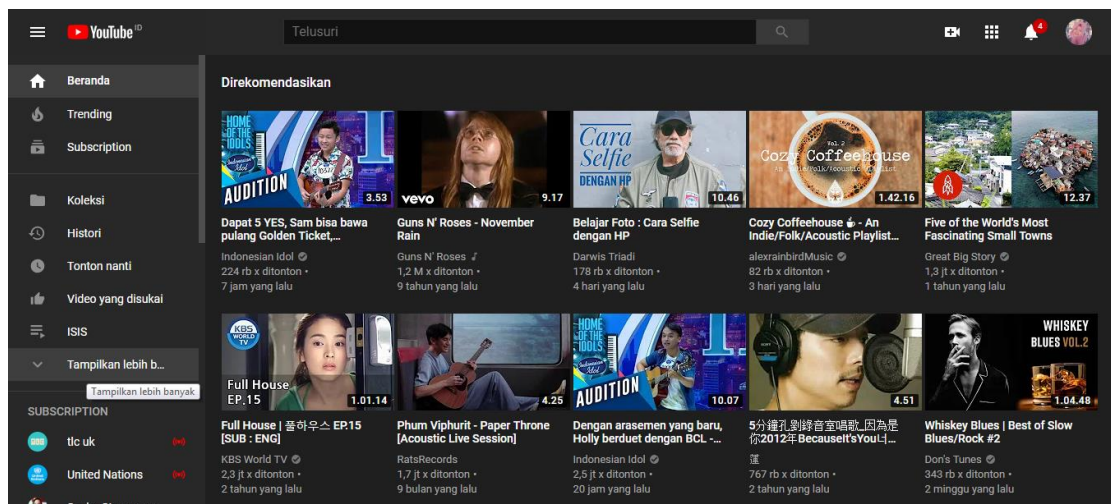 YouTube ID
Telusuri
4
Beranda
Trending
Subscription
Koleksi
Histori
Tonton nanti
Video yang disukai
ISIS
Tampilkan lebih b...
Tampilkan lebih banyak
SUBSCRIPTION
tlc uk
United Nations
Direkomendasikan
HOME
OF THE
IDOLS
Indonesian
Idol
AUDITION
3.53
Dapat 5 YES, Sam bisa bawa
pulang Golden Ticket,...
Indonesian Idol
224 rb x ditonton •
7 jam yang lalu
vevo
9.17
Guns N' Roses - November
Rain
Guns N' Roses
1,2 M x ditonton •
9 tahun yang lalu
Cara
Selfie
DENGAN HP
10.46
Belajar Foto : Cara Selfie
dengan HP
Darwis Triadi
178 rb x ditonton •
4 hari yang lalu
Vol. 2
Cozy Coffeehouse
An Indie/Folk/Acoustic Playlist
1.42.16
Cozy Coffeehouse ☕ - An
Indie/Folk/Acoustic Playlist...
alexrainbirdMusic
82 rb x ditonton •
3 hari yang lalu
12.37
Five of the World's Most
Fascinating Small Towns
Great Big Story
1,3 jt x ditonton •
1 tahun yang lalu
KBS
WORLD
TV
Full House
EP.15
1.01.14
Full House | 풀하우스 EP.15
[SUB : ENG]
KBS World TV
2,3 jt x ditonton •
2 tahun yang lalu
4.25
Phum Viphurit - Paper Throne
[Acoustic Live Session]
RatsRecords
1,7 jt x ditonton •
9 bulan yang lalu
HOME
OF THE
IDOLS
Indonesian
Idol
AUDITION
10.07
Dengan arasemen yang baru,
Holly berduet dengan BCL -...
Indonesian Idol
2,5 jt x ditonton •
20 jam yang lalu
4.51
5分鐘孔劉錄音室唱歌_因為是
你2012年BecauseIt'sYou너...
蓮
767 rb x ditonton •
2 tahun yang lalu
WHISKEY
BLUES VOL.2
1.04.48
Whiskey Blues | Best of Slow
Blues/Rock #2
Don's Tunes
343 rb x ditonton •
2 minggu yang lalu